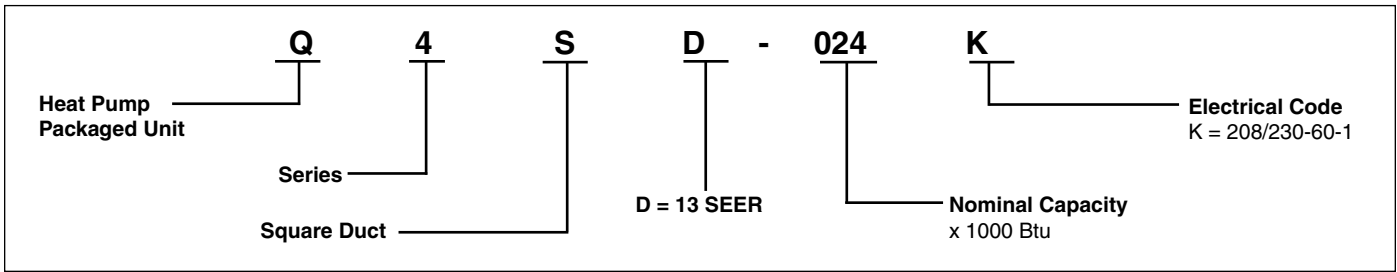 Q 4 S D - 024 K
Heat Pump
Packaged Unit
Electrical Code
K = 208/230-60-1
Series
D = 13 SEER
Nominal Capacity
x 1000 Btu
Square Duct